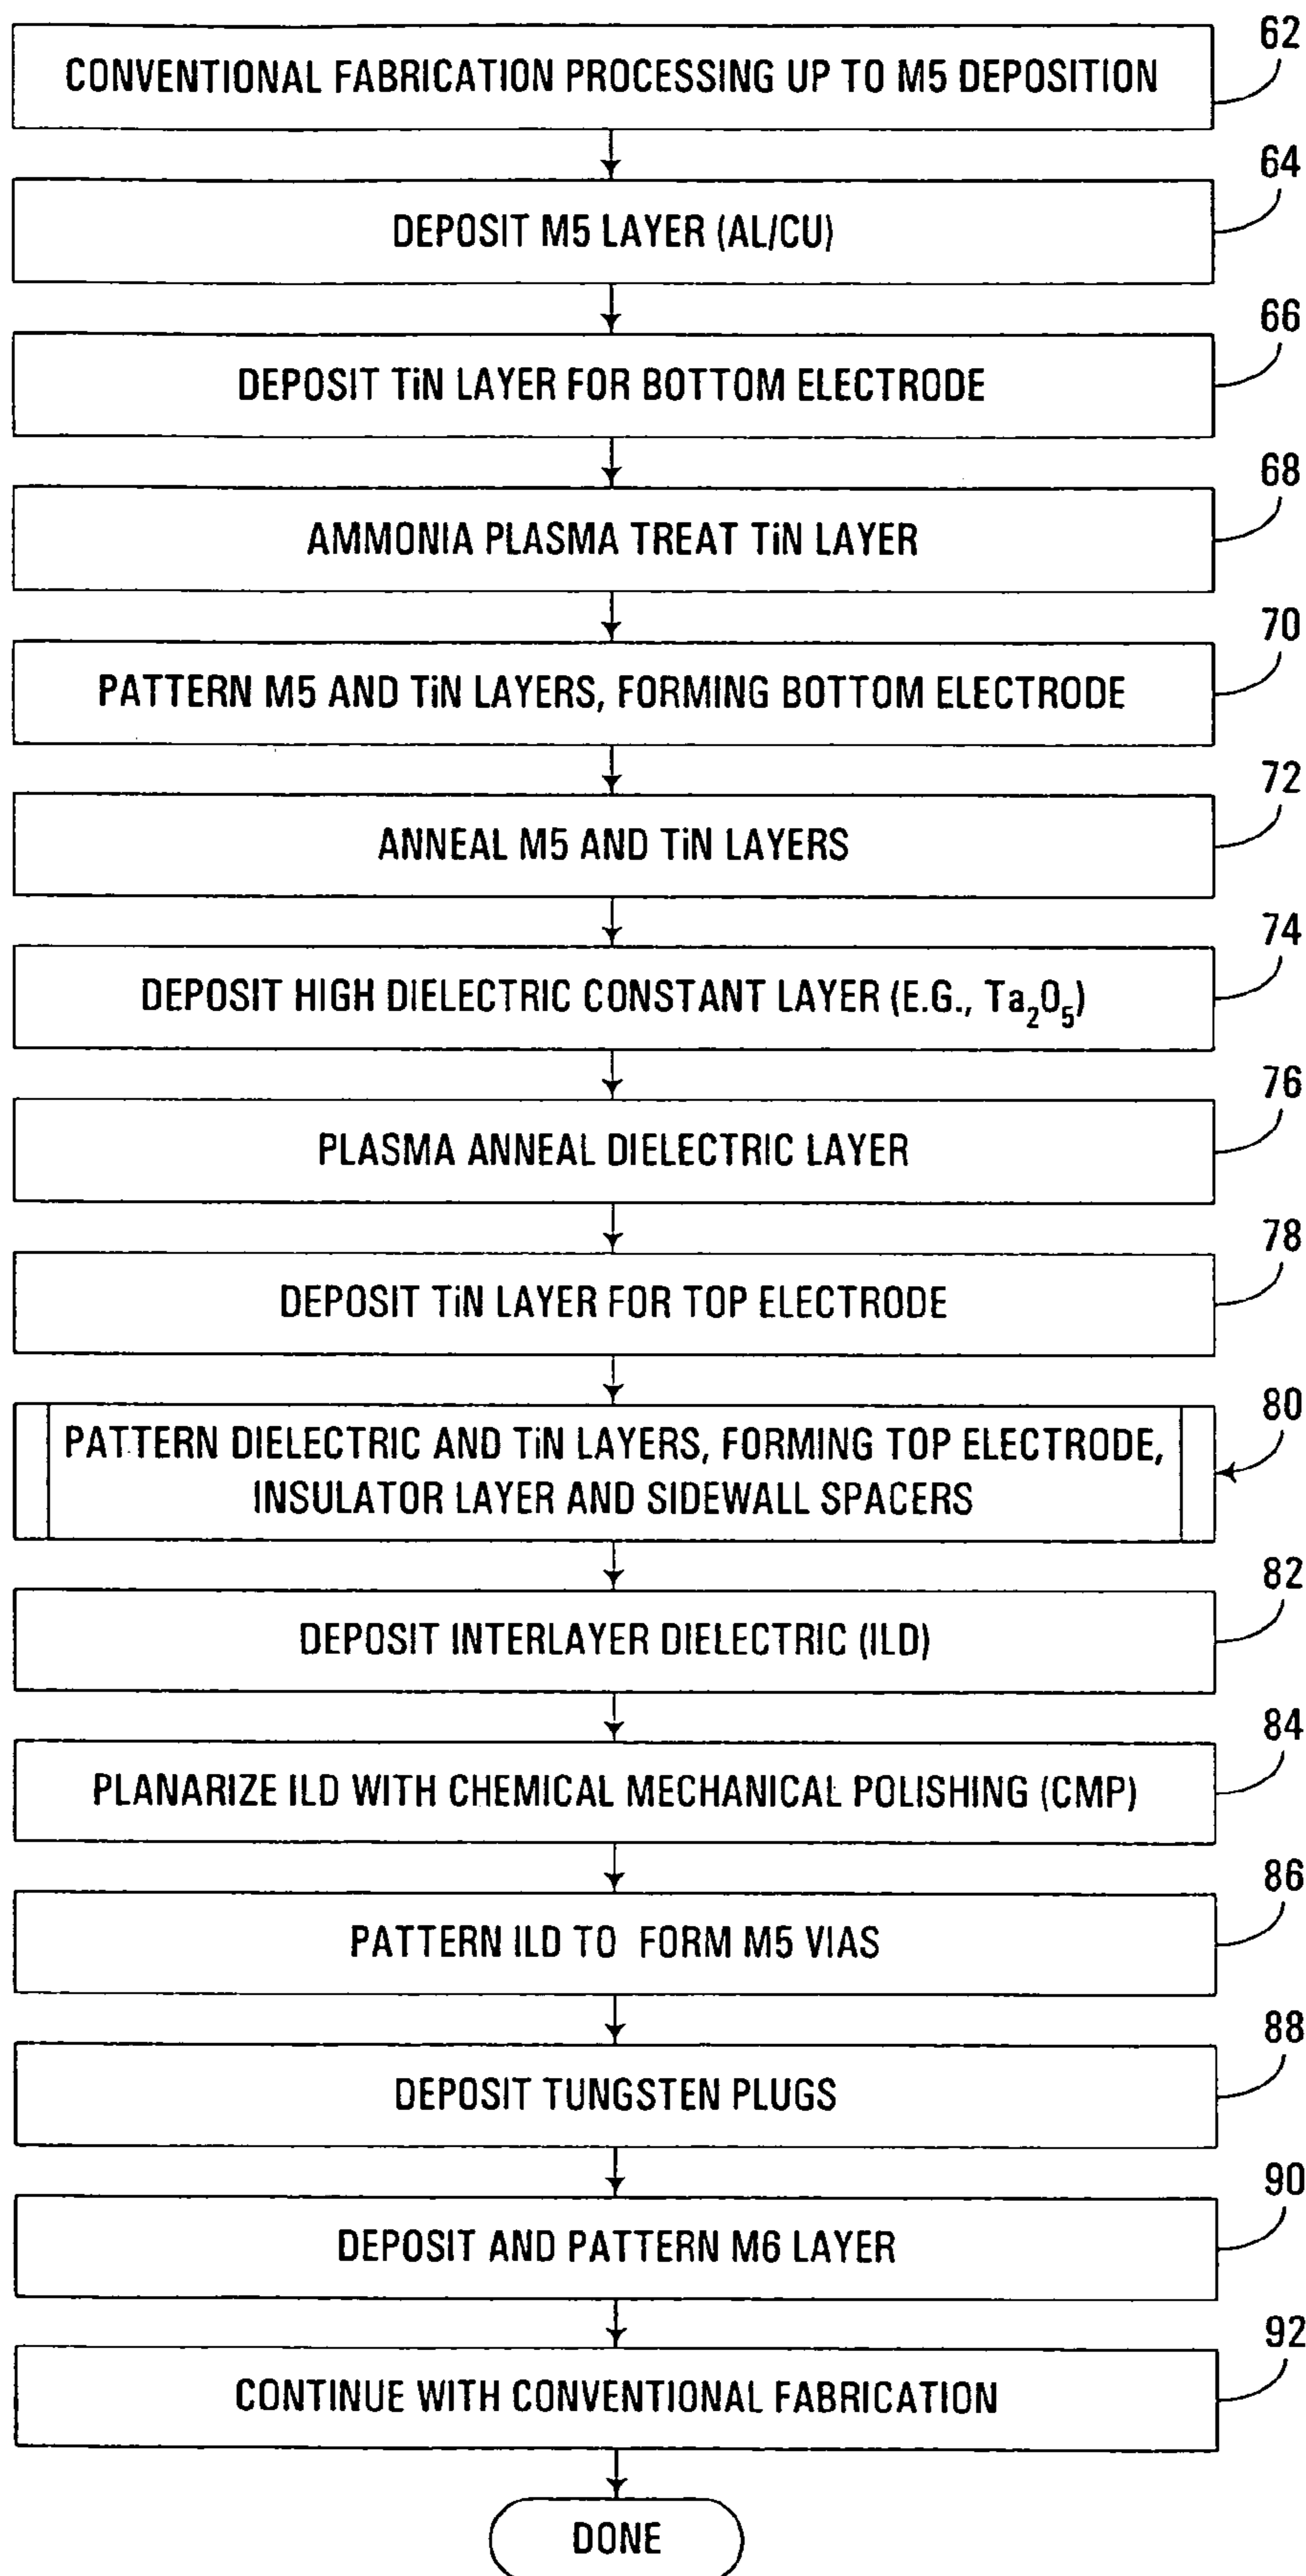 CONVENTIONAL FABRICATION PROCESSING UP TO M5 DEPOSITION
62
DEPOSIT M5 LAYER (AL/CU)
64
DEPOSIT TiN LAYER FOR BOTTOM ELECTRODE
66
AMMONIA PLASMA TREAT TiN LAYER
68
PATTERN M5 AND TiN LAYERS, FORMING BOTTOM ELECTRODE
70
ANNEAL M5 AND TiN LAYERS
72
DEPOSIT HIGH DIELECTRIC CONSTANT LAYER (E.G., Ta₂O₅)
74
PLASMA ANNEAL DIELECTRIC LAYER
76
DEPOSIT TiN LAYER FOR TOP ELECTRODE
78
PATTERN DIELECTRIC AND TiN LAYERS, FORMING TOP ELECTRODE,
INSULATOR LAYER AND SIDEWALL SPACERS
80
DEPOSIT INTERLAYER DIELECTRIC (ILD)
82
PLANARIZE ILD WITH CHEMICAL MECHANICAL POLISHING (CMP)
84
PATTERN ILD TO FORM M5 VIAS
86
DEPOSIT TUNGSTEN PLUGS
88
DEPOSIT AND PATTERN M6 LAYER
90
CONTINUE WITH CONVENTIONAL FABRICATION
92
DONE